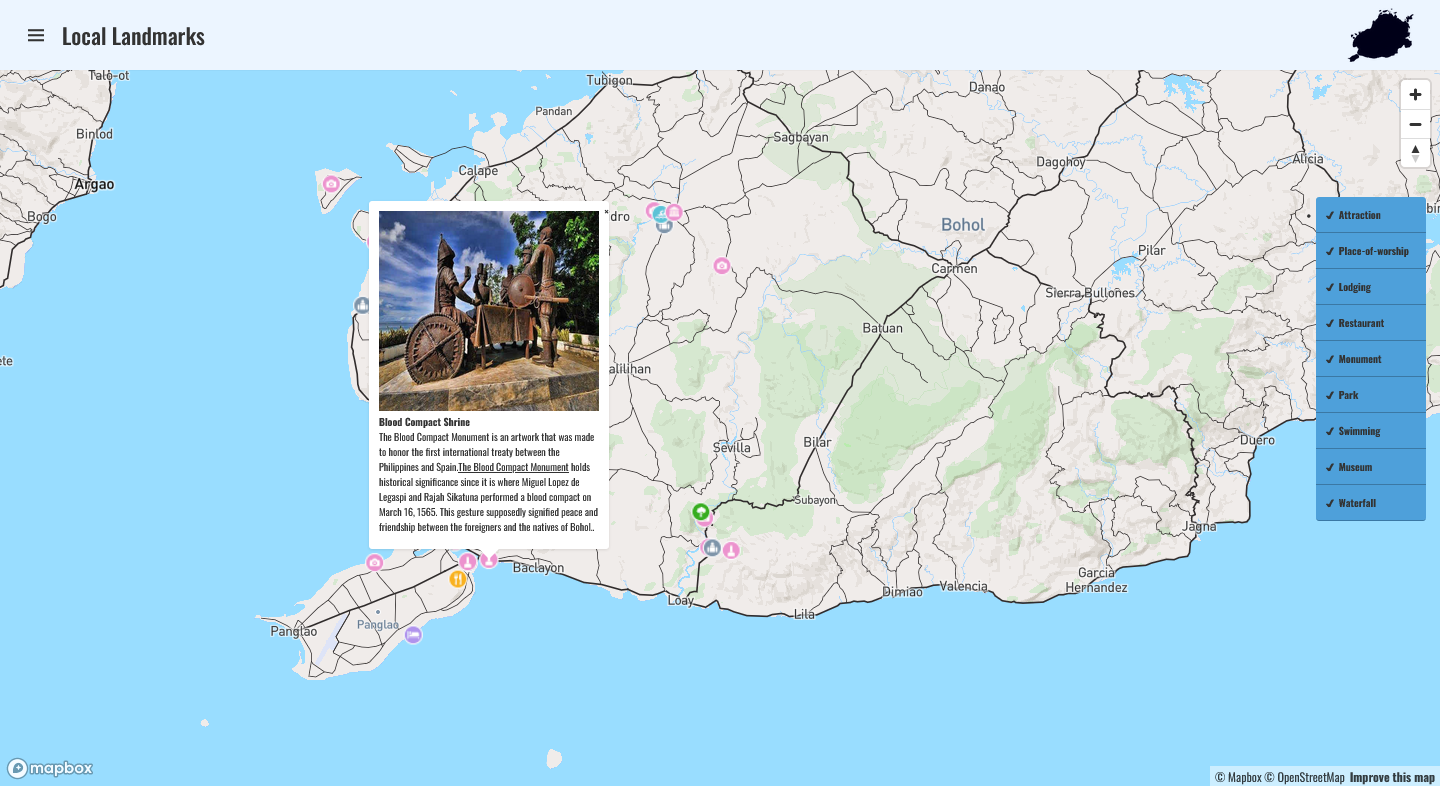 Local Landmarks
Talo-ot
Tubigon
Danao
Pandan
Binlod
Sagbayan
Dagohoy
Alicia
Calape
Argao
Bogo
dro
Bohol
Attraction
Pilar
Place-of-worship
Carmen
Sierra Bullones
Lodging
Batuan
Restaurant
ete
alilihan
Monument
Park
Blood Compact Shrine
The Blood Compact Monument is an artwork that was made
to honor the first international treaty between the
Philippines and Spain.The Blood Compact Monument holds
historical significance since it is where Miguel Lopez de
Legaspi and Rajah Sikatuna performed a blood compact on
March 16, 1565. This gesture supposedly signified peace and
friendship between the foreigners and the natives of Bohol..
Swimming
Sevilla
Bilar
Duero
Museum
Subayon
Waterfall
Jagna
Baclayon
Garcia
Hernandez
Valencia
Dimiao
Loay
Lila
Panglao
Panglao
mapbox
© Mapbox © OpenStreetMap Improve this map